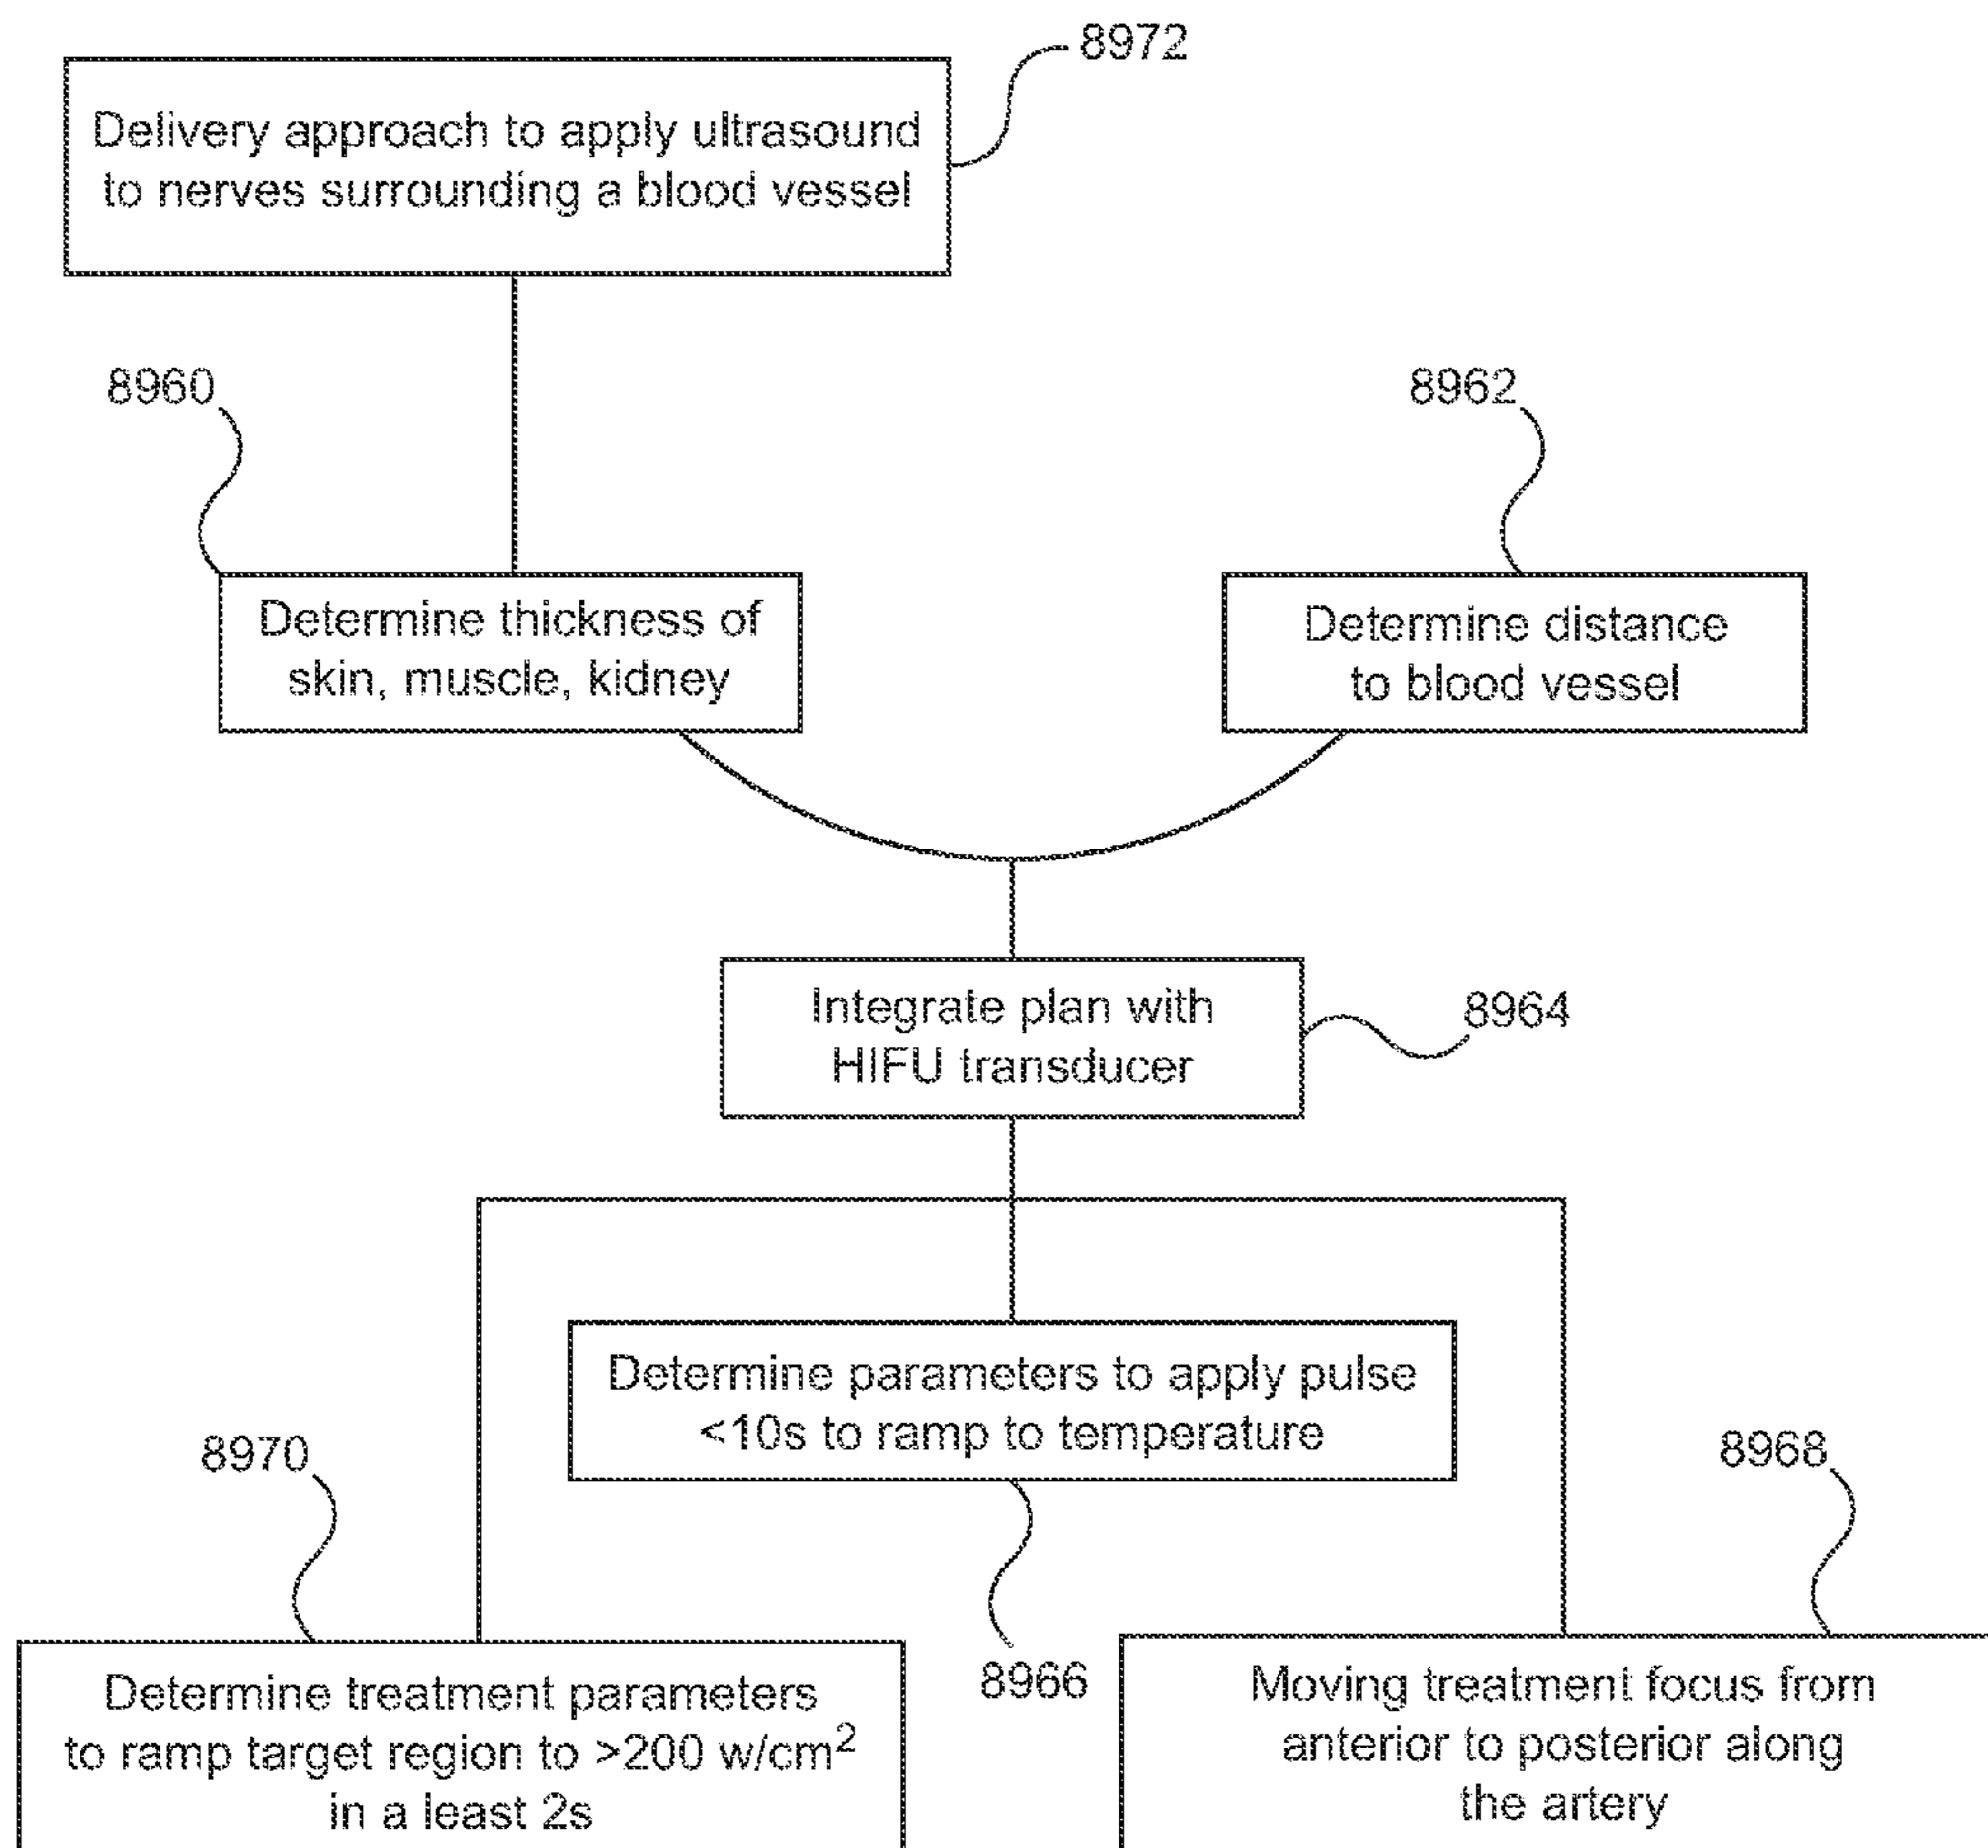 8972
Delivery approach to apply ultrasound
to nerves surrounding a blood vessel
8960
8962
Determine thickness of
skin, muscle, kidney
Determine distance
to blood vessel
Integrate plan with
HIFU transducer
8964
Determine parameters to apply pulse
<10s to ramp to temperature
8970
8968
8966
Determine treatment parameters
to ramp target region to >200 w/cm²
in a least 2s
Moving treatment focus from
anterior to posterior along
the artery